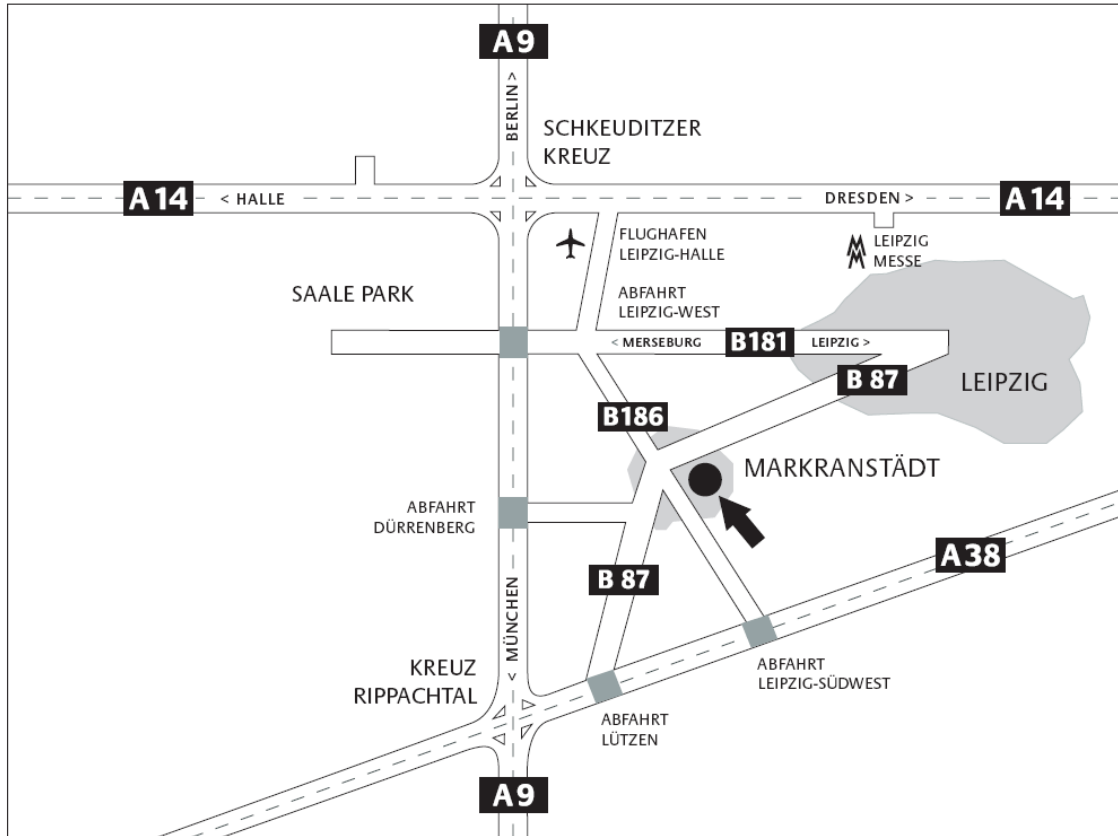 A9
BERLIN >
SCHKEUDITZER
KREUZ
A14
< HALLE
DRESDEN >
A14
FLUGHAFEN
LEIPZIG-HALLE
LEIPZIG
MESSE
SAALE PARK
ABFAHRT
LEIPZIG-WEST
< MERSEBURG
B181
LEIPZIG >
B 87
LEIPZIG
B186
MARKRANSTÄDT
ABFAHRT
DÜRRENBERG
A38
B 87
< MÜNCHEN
KREUZ
RIPPACHTAL
ABFAHRT
LEIPZIG-SÜDWEST
ABFAHRT
LÜTZEN
A9